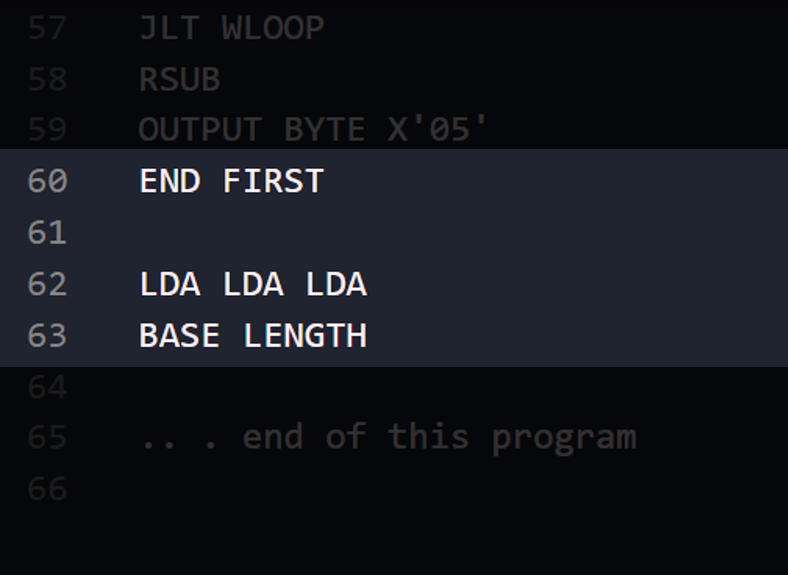 57 JLT WLOOP
58 RSUB
59 OUTPUT BYTE X'05'
60 END FIRST
61
62 LDA LDA LDA
63 BASE LENGTH
64
65 .. . end of this program
66